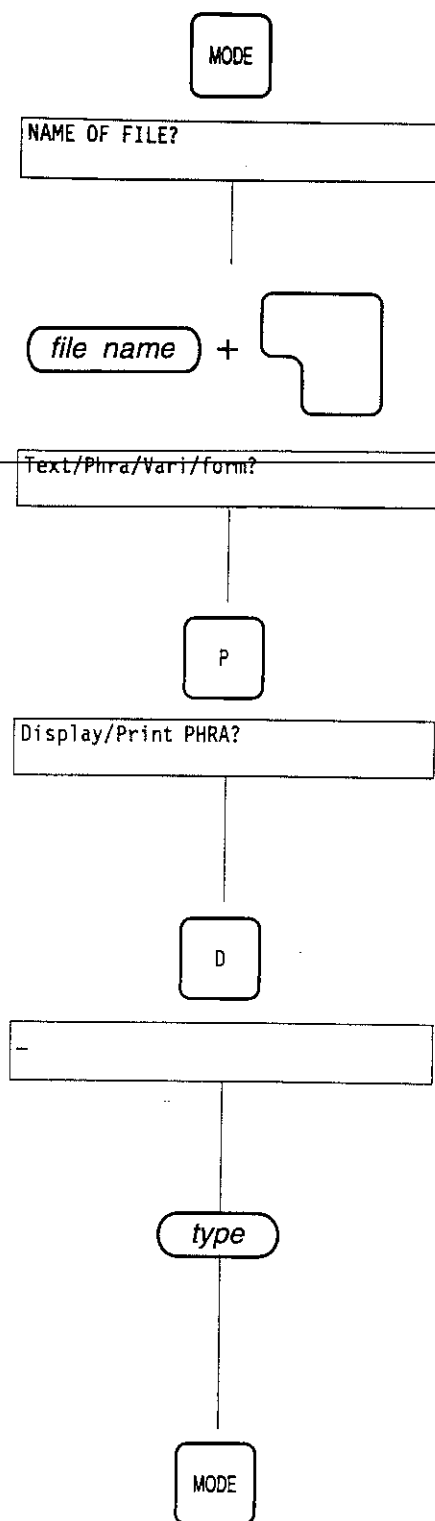 MODE
NAME OF FILE?
file name +
Text/Phra/Vari/form?
P
Display/Print PHRA?
D
_
type
MODE